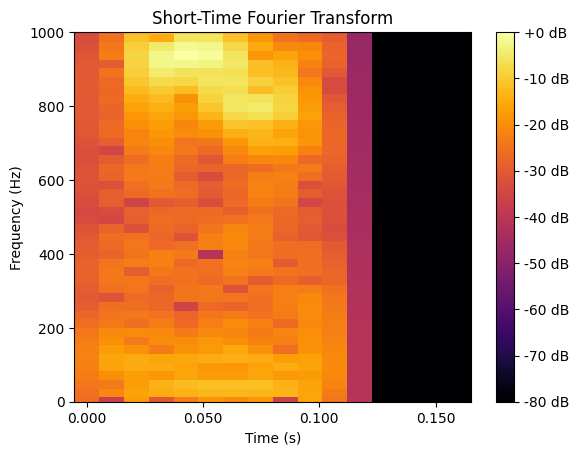 Short-Time Fourier Transform
1000
800
600
400
200
0
Frequency (Hz)
0.000
0.050
0.100
0.150
Time (s)
+0 dB
-10 dB
-20 dB
-30 dB
-40 dB
-50 dB
-60 dB
-70 dB
-80 dB